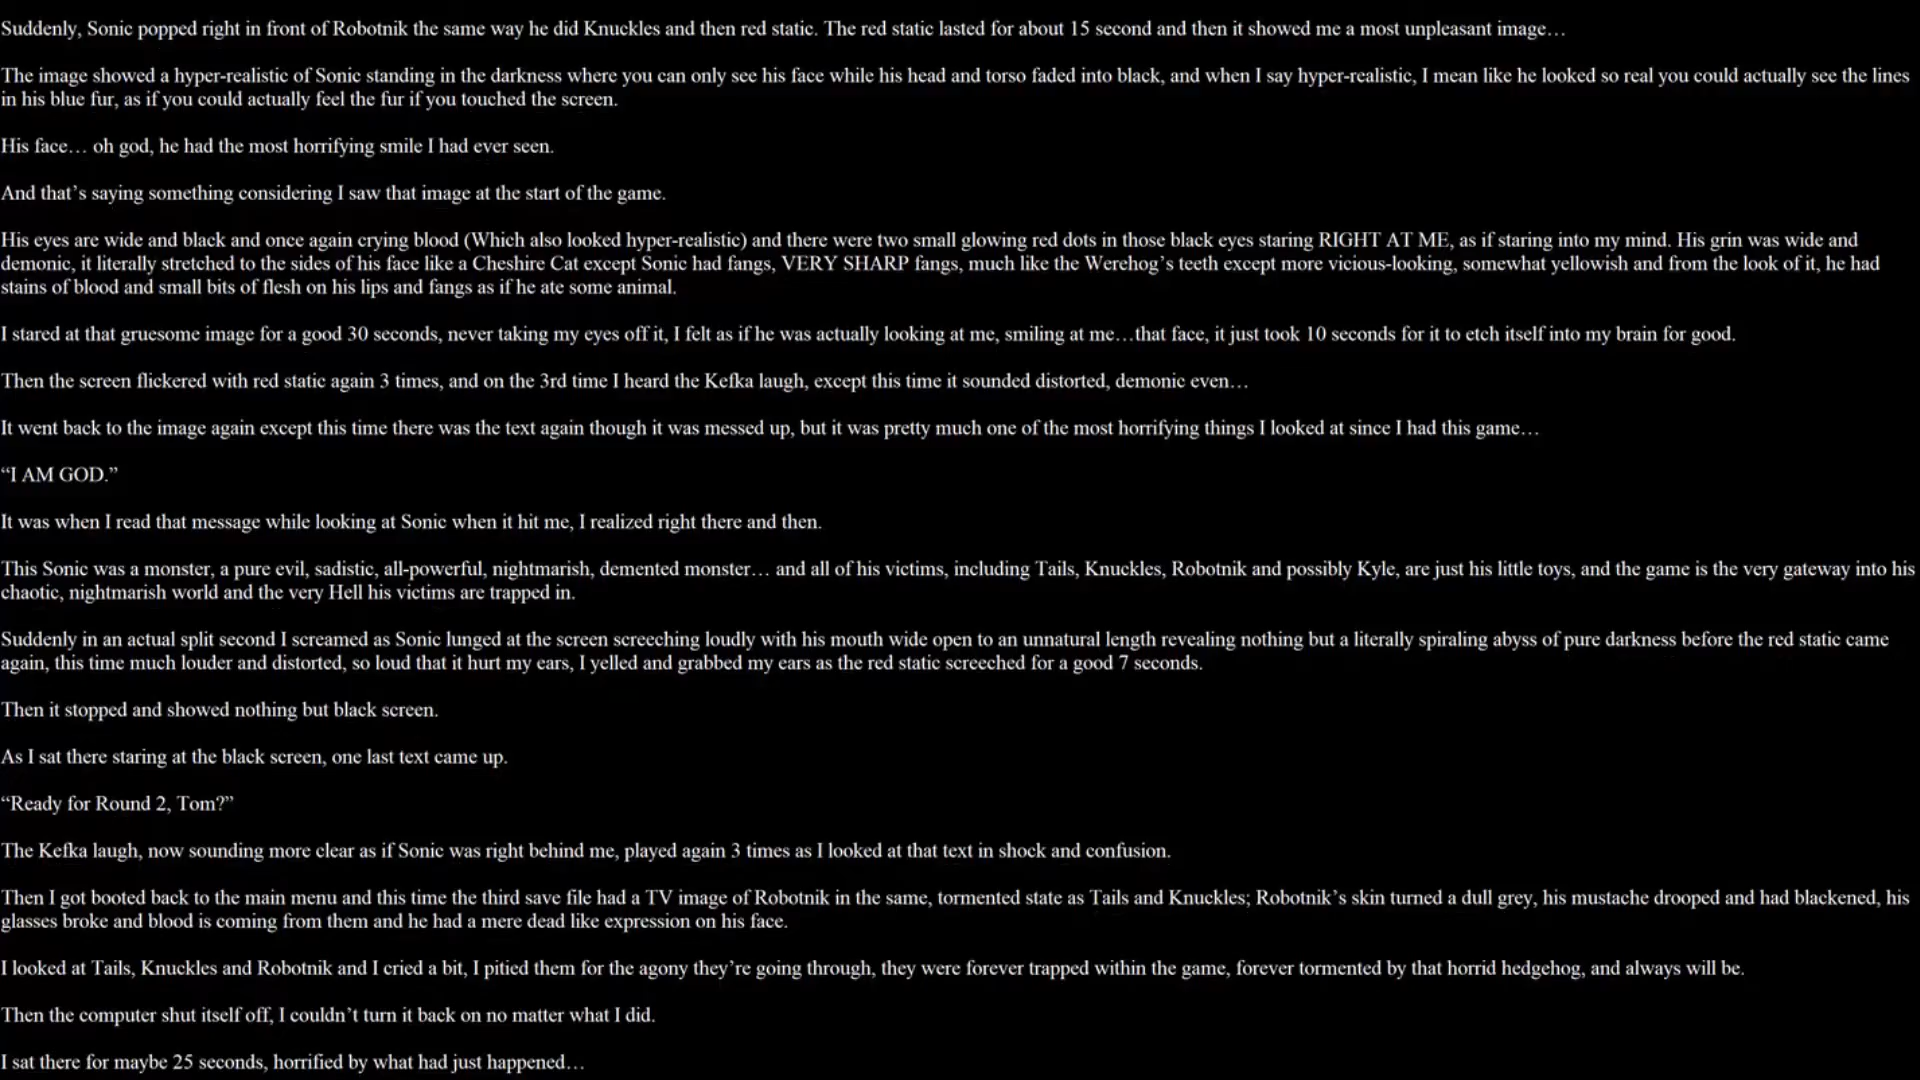 Suddenly, Sonic popped right in front of Robotnik the same way he did Knuckles and then red static. The red static lasted for about 15 second and then it showed me a most unpleasant image…
The image showed a hyper-realistic of Sonic standing in the darkness where you can only see his face while his head and torso faded into black, and when I say hyper-realistic, I mean like he looked so real you could actually see the lines
in his blue fur, as if you could actually feel the fur if you touched the screen.
His face… oh god, he had the most horrifying smile I had ever seen.
And that’s saying something considering I saw that image at the start of the game.
His eyes are wide and black and once again crying blood (Which also looked hyper-realistic) and there were two small glowing red dots in those black eyes staring RIGHT AT ME, as if staring into my mind. His grin was wide and
demonic, it literally stretched to the sides of his face like a Cheshire Cat except Sonic had fangs, VERY SHARP fangs, much like the Werehog’s teeth except more vicious-looking, somewhat yellowish and from the look of it, he had
stains of blood and small bits of flesh on his lips and fangs as if he ate some animal.
I stared at that gruesome image for a good 30 seconds, never taking my eyes off it, I felt as if he was actually looking at me, smiling at me…that face, it just took 10 seconds for it to etch itself into my brain for good.
Then the screen flickered with red static again 3 times, and on the 3rd time I heard the Kefka laugh, except this time it sounded distorted, demonic even…
It went back to the image again except this time there was the text again though it was messed up, but it was pretty much one of the most horrifying things I looked at since I had this game…
“I AM GOD.”
It was when I read that message while looking at Sonic when it hit me, I realized right there and then.
This Sonic was a monster, a pure evil, sadistic, all-powerful, nightmarish, demented monster… and all of his victims, including Tails, Knuckles, Robotnik and possibly Kyle, are just his little toys, and the game is the very gateway into his
chaotic, nightmarish world and the very Hell his victims are trapped in.
Suddenly in an actual split second I screamed as Sonic lunged at the screen screeching loudly with his mouth wide open to an unnatural length revealing nothing but a literally spiraling abyss of pure darkness before the red static came
again, this time much louder and distorted, so loud that it hurt my ears, I yelled and grabbed my ears as the red static screeched for a good 7 seconds.
Then it stopped and showed nothing but black screen.
As I sat there staring at the black screen, one last text came up.
“Ready for Round 2, Tom?”
The Kefka laugh, now sounding more clear as if Sonic was right behind me, played again 3 times as I looked at that text in shock and confusion.
Then I got booted back to the main menu and this time the third save file had a TV image of Robotnik in the same, tormented state as Tails and Knuckles; Robotnik’s skin turned a dull grey, his mustache drooped and had blackened, his
glasses broke and blood is coming from them and he had a mere dead like expression on his face.
I looked at Tails, Knuckles and Robotnik and I cried a bit, I pitied them for the agony they’re going through, they were forever trapped within the game, forever tormented by that horrid hedgehog, and always will be.
Then the computer shut itself off, I couldn’t turn it back on no matter what I did.
I sat there for maybe 25 seconds, horrified by what had just happened…